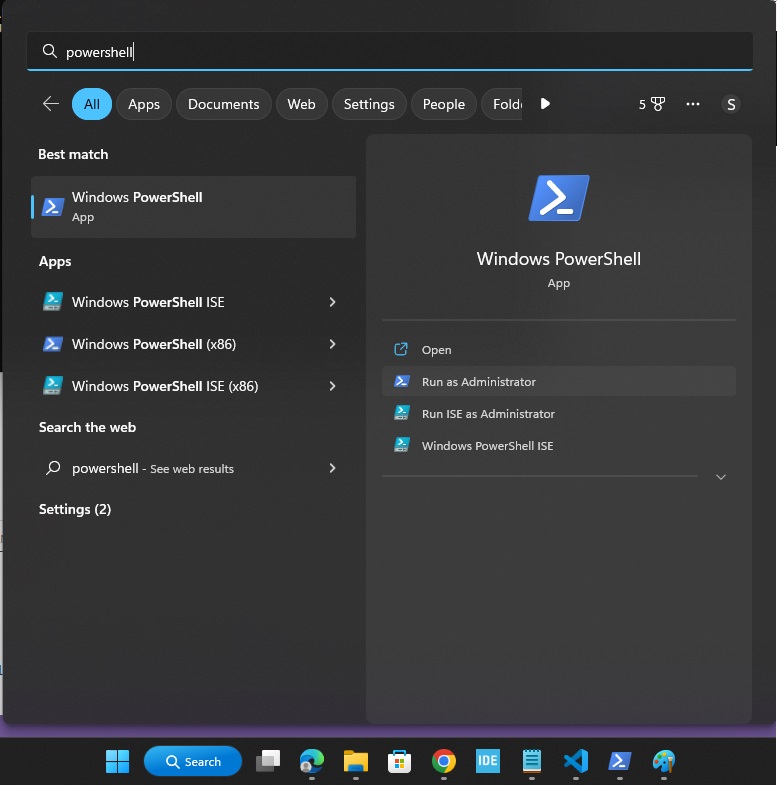 powershell
All Apps Documents Web Settings People Folde 5 S
Best match
Windows PowerShell
App
Apps
Windows PowerShell ISE
Windows PowerShell (x86)
Windows PowerShell ISE (x86)
Search the web
powershell - See web results
Settings (2)
Windows PowerShell
App
Open
Run as Administrator
Run ISE as Administrator
Windows PowerShell ISE
Search IDE